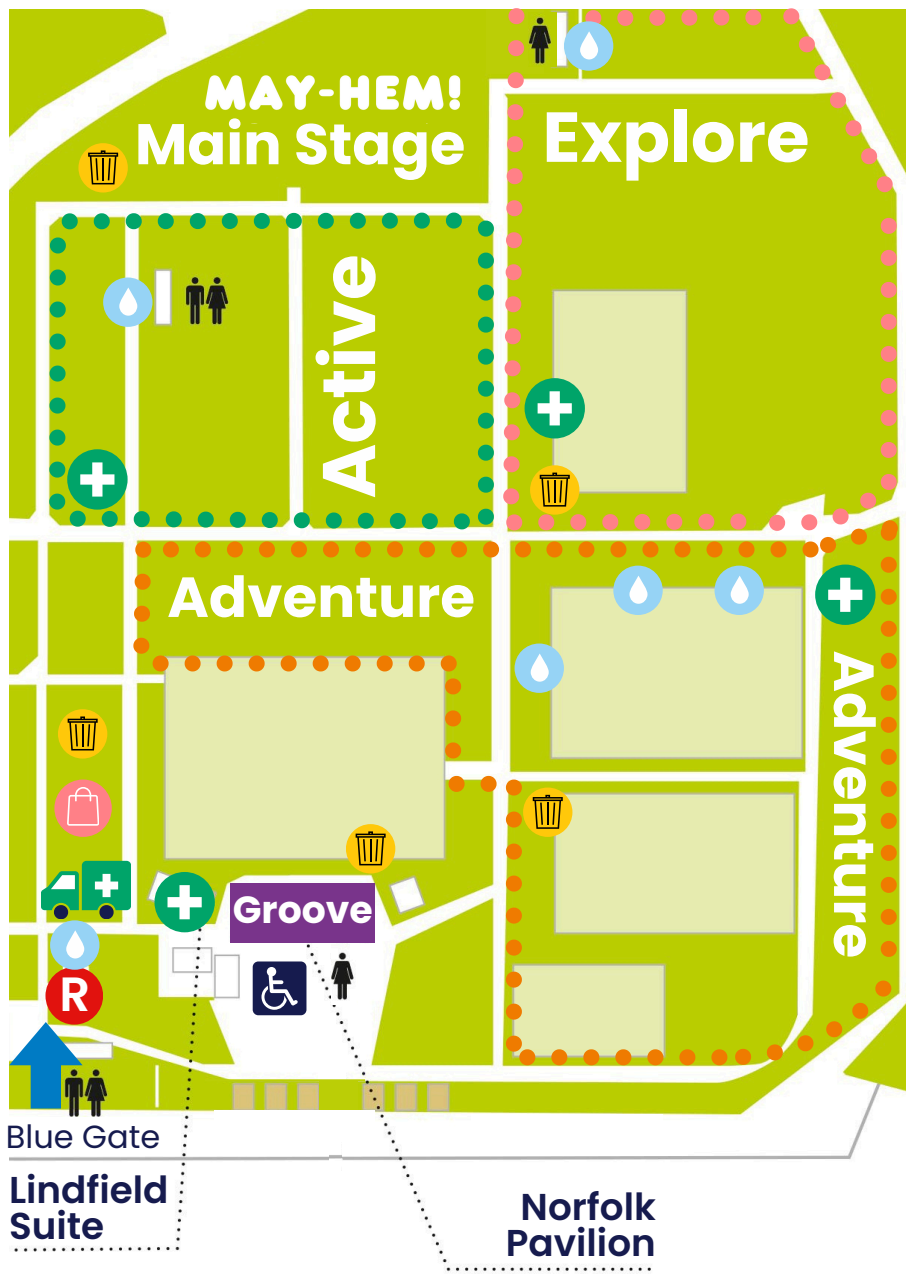 MAY-HEM!
Main Stage
Explore
Active
Adventure
Adventure
Groove
R
Blue Gate
Lindfield
Suite
Norfolk
Pavilion